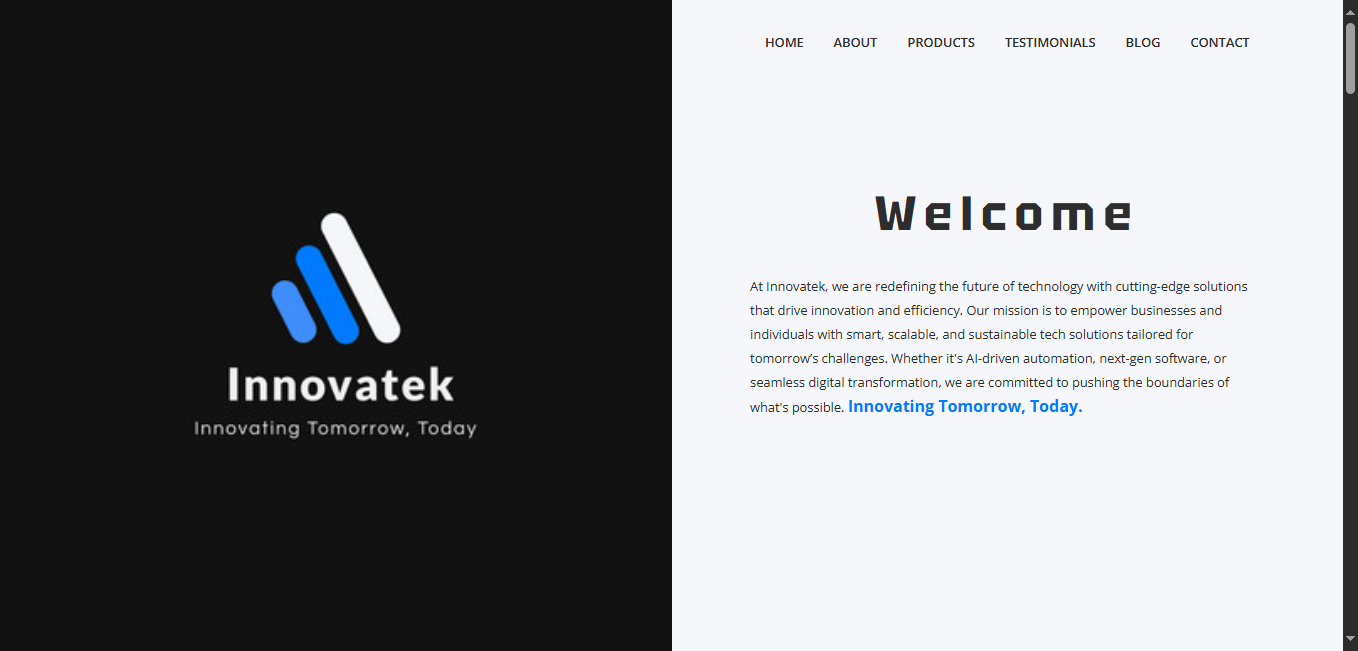 Innovatek
Innovating Tomorrow, Today
HOME ABOUT PRODUCTS TESTIMONIALS BLOG CONTACT
Welcome
At Innovatek, we are redefining the future of technology with cutting-edge solutions
that drive innovation and efficiency. Our mission is to empower businesses and
individuals with smart, scalable, and sustainable tech solutions tailored for
tomorrow’s challenges. Whether it's AI-driven automation, next-gen software, or
seamless digital transformation, we are committed to pushing the boundaries of
what's possible. Innovating Tomorrow, Today.